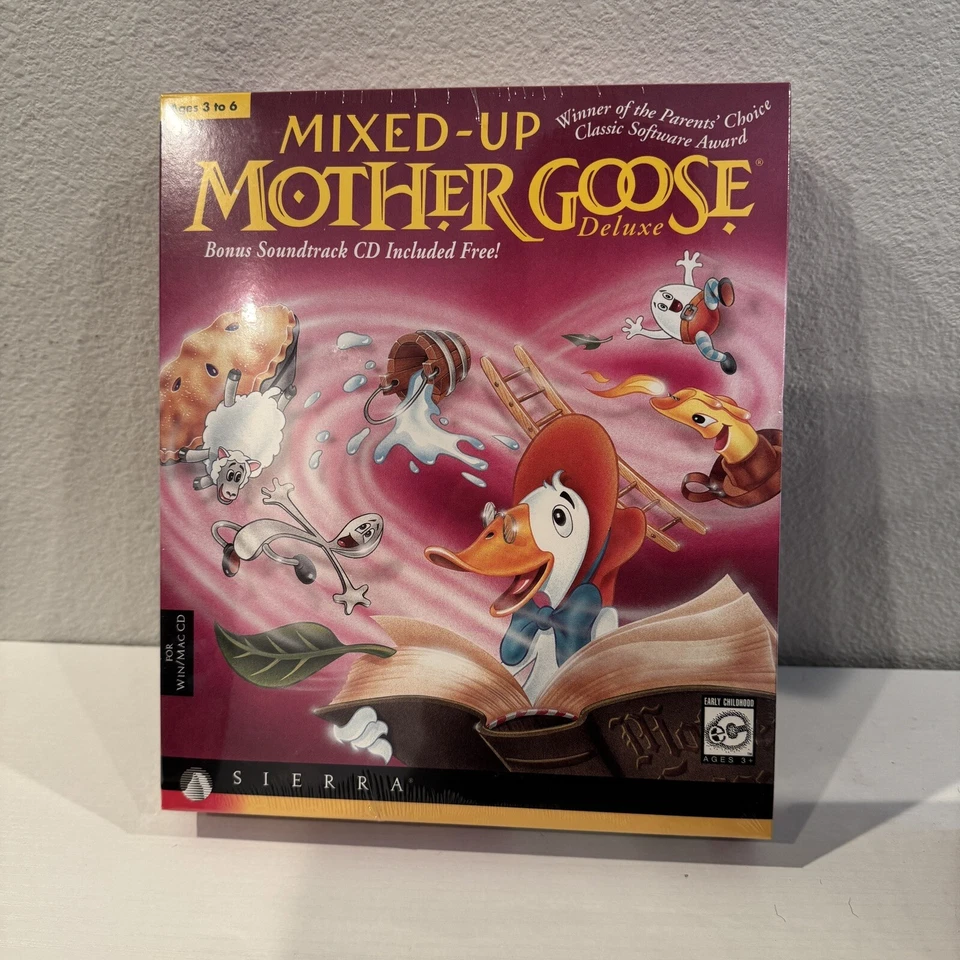 Ages 3 to 6
Winner of the Parents' Choice
Classic Software Award
MIXED-UP
MOTHER GOOSE®
Deluxe
Bonus Soundtrack CD Included Free!
FOR
WIN/MAC CD
EARLY CHILDHOOD
eC
AGES 3+
SIERRA